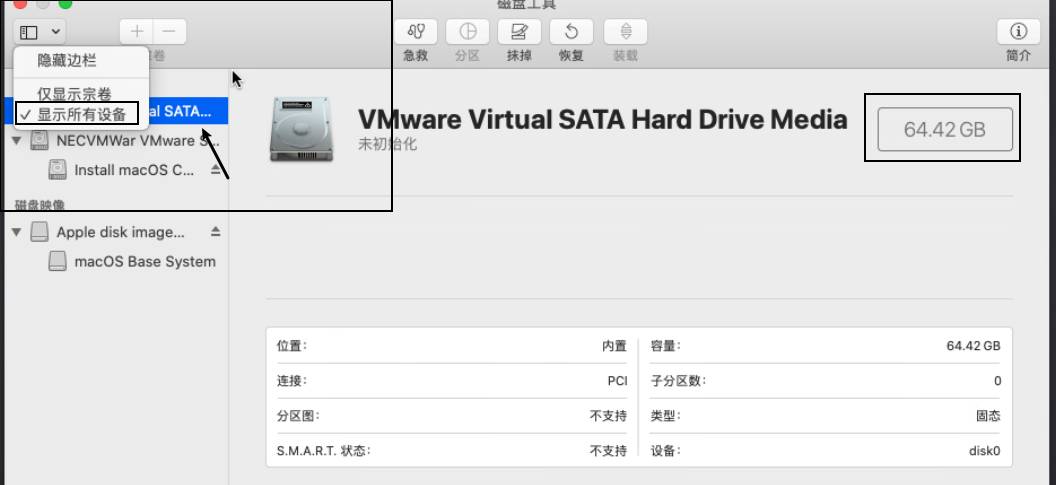 磁盘工具
急救 分区 抹掉 恢复 装载 简介
隐藏边栏
仅显示宗卷
✓ 显示所有设备
al SATA...
NECVMWar VMware S...
Install macOS C...
磁盘映像
Apple disk image...
macOS Base System
VMware Virtual SATA Hard Drive Media
未初始化
64.42 GB
位置: 内置 容量: 64.42 GB
连接: PCI 子分区数: 0
分区图: 不支持 类型: 固态
S.M.A.R.T. 状态: 不支持 设备: disk0